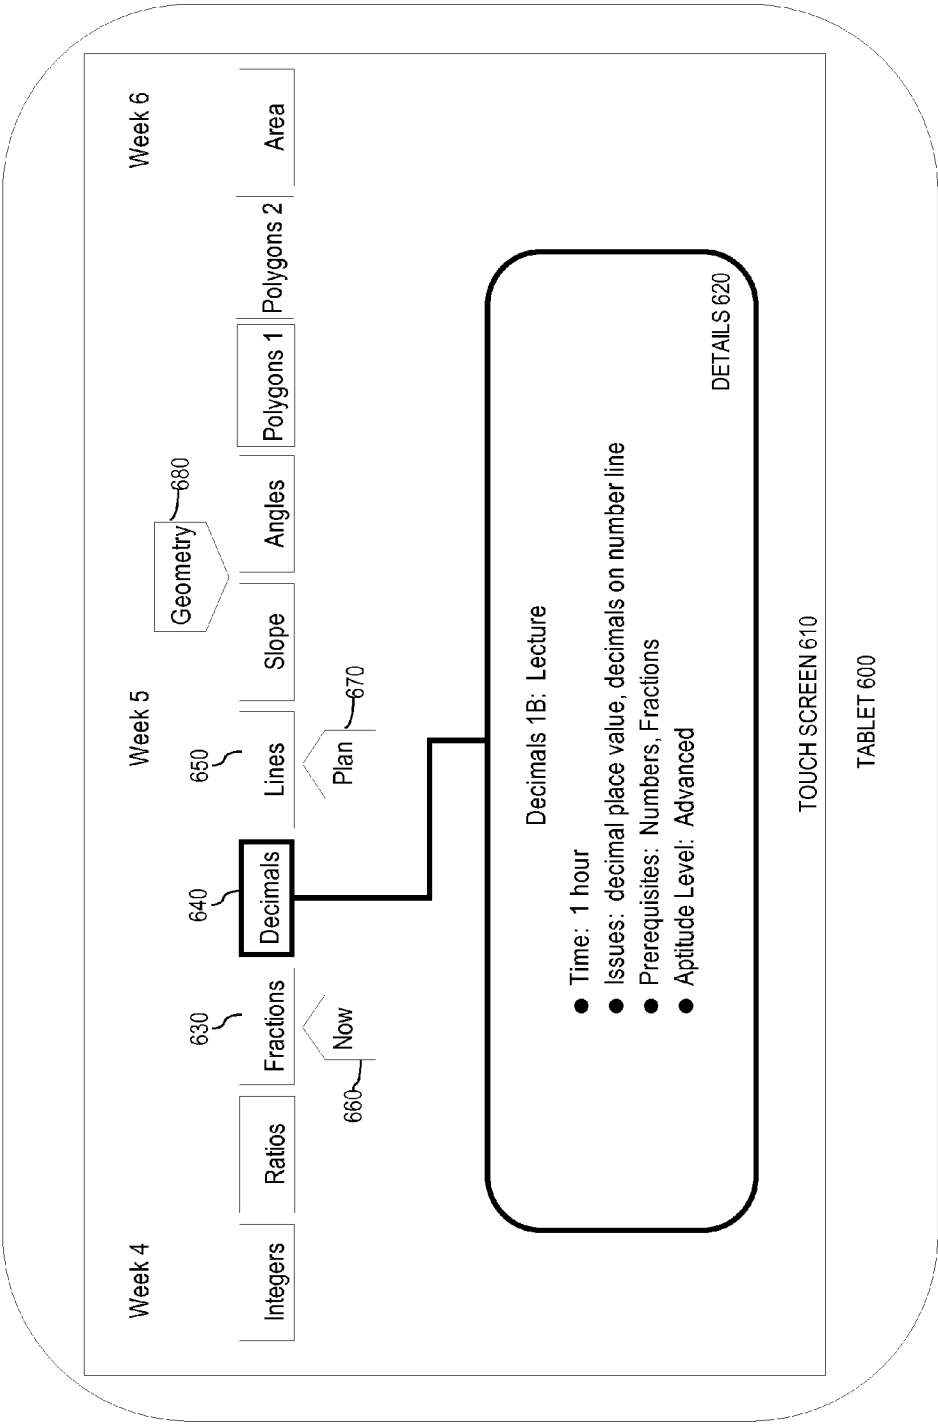 Week 4
Week 5
Week 6
Geometry
680
630
640
650
Integers
Ratios
Fractions
Decimals
Lines
Slope
Angles
Polygons 1
Polygons 2
Area
Now
Plan
660
670
Decimals 1B: Lecture
● Time: 1 hour
● Issues: decimal place value, decimals on number line
● Prerequisites: Numbers, Fractions
● Aptitude Level: Advanced
DETAILS 620
TOUCH SCREEN 610
TABLET 600